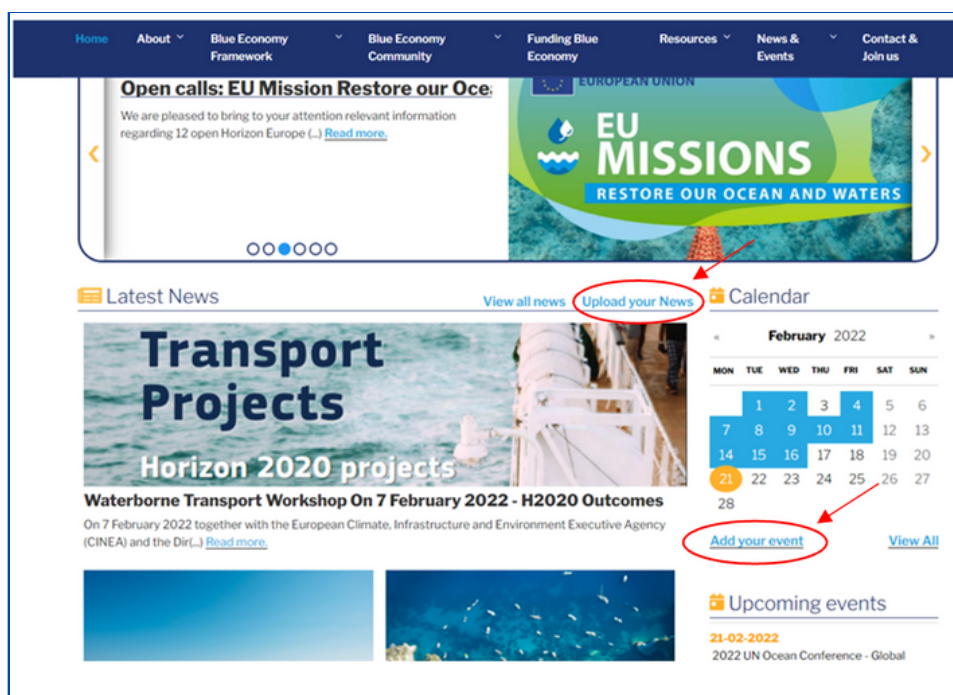 Home About Blue Economy Framework Blue Economy Community Funding Blue Economy Resources News & Events Contact & Join us
Open calls: EU Mission Restore our Oce
We are pleased to bring to your attention relevant information
regarding 12 open Horizon Europe (...) Read more.
EUROPEAN UNION
EU
MISSIONS
RESTORE OUR OCEAN AND WATERS
Latest News
View all news Upload your News
Transport
Projects
Horizon 2020 projects
Waterborne Transport Workshop On 7 February 2022 - H2020 Outcomes
On 7 February 2022 together with the European Climate, Infrastructure and Environment Executive Agency
(CINEA) and the Dir(...) Read more.
Calendar
« February 2022 »
MON TUE WED THU FRI SAT SUN
1 2 3 4 5 6
7 8 9 10 11 12 13
14 15 16 17 18 19 20
21 22 23 24 25 26 27
28
Add your event View All
Upcoming events
21-02-2022
2022 UN Ocean Conference - Global